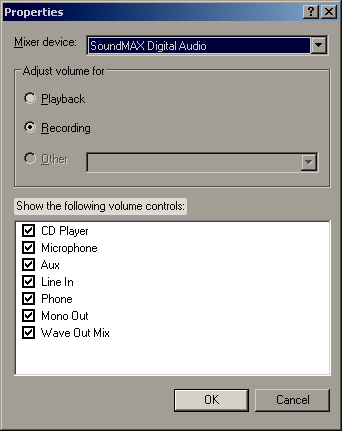 Properties
Mixer device:
SoundMAX Digital Audio
Adjust volume for
Playback
Recording
Other
Show the following volume controls:
CD Player
Microphone
Aux
Line In
Phone
Mono Out
Wave Out Mix
OK
Cancel